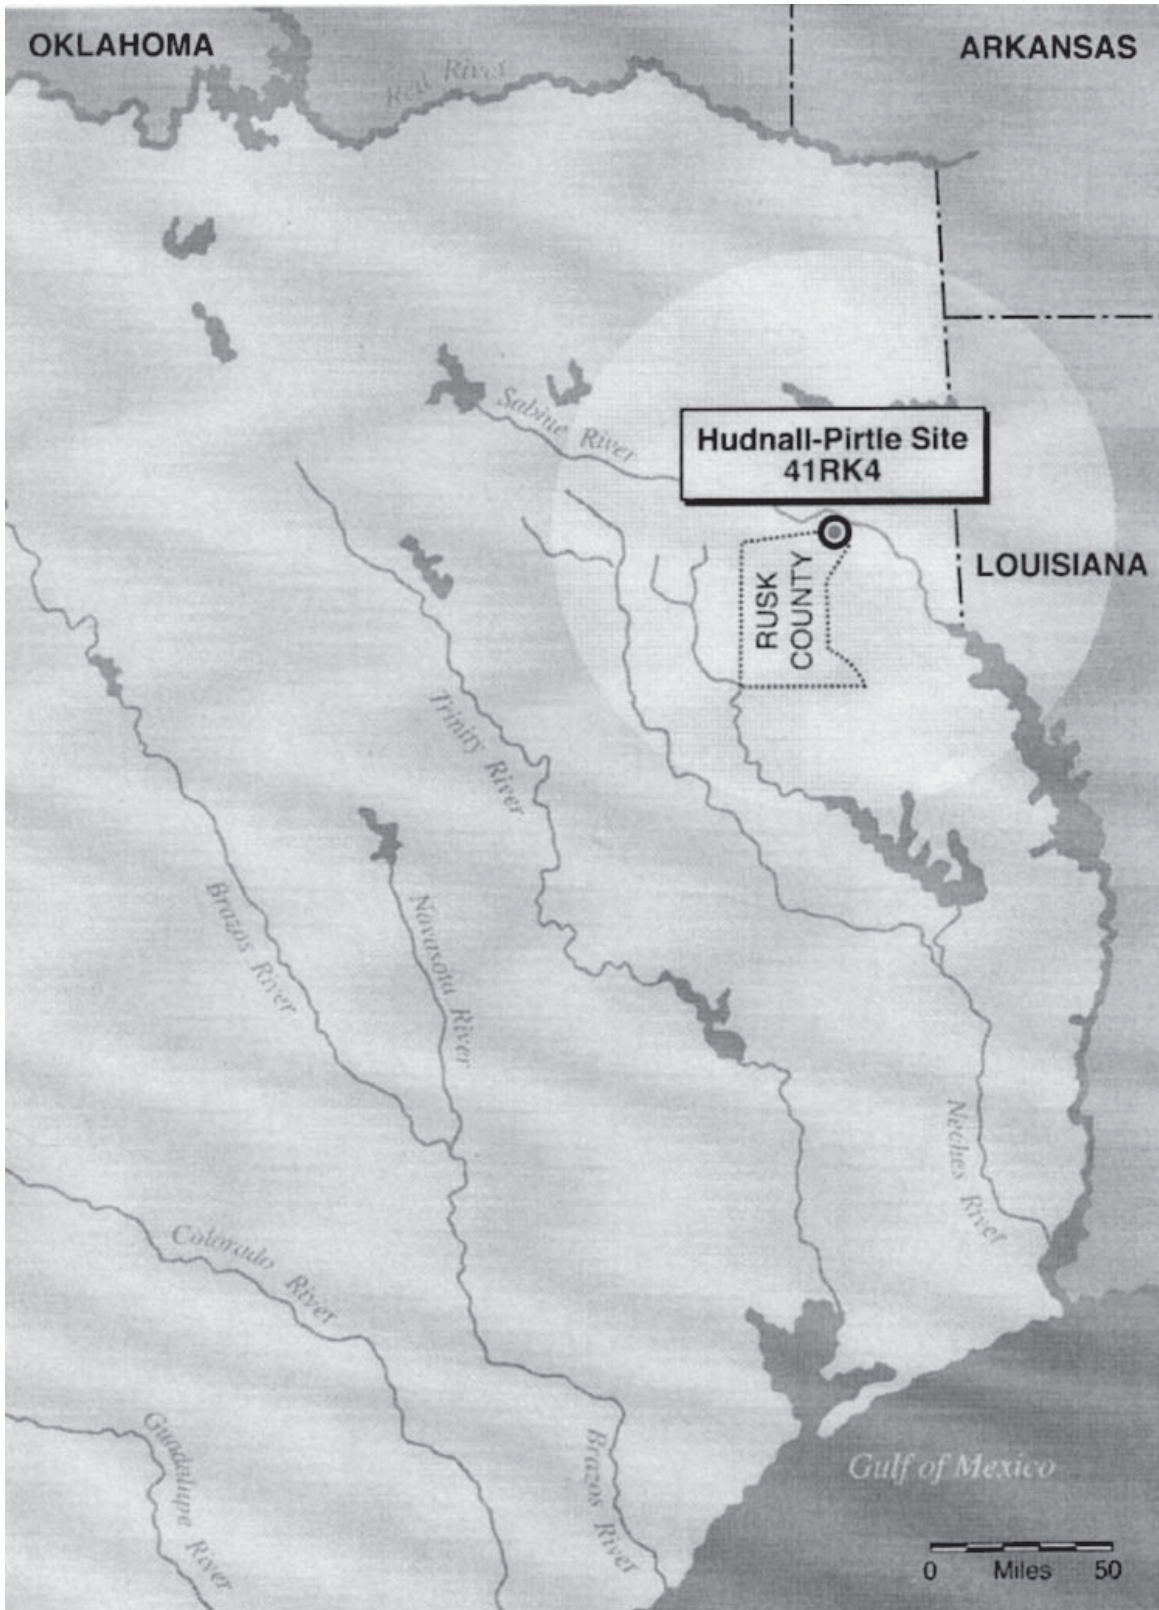 OKLAHOMA
ARKANSAS
Red River
Sabine River
Hudnall-Pirtle Site
41RK4
LOUISIANA
RUSK
COUNTY
Trinity River
Brazos River
Navasota River
Neches River
Colorado River
Guadalupe River
Brazos River
Gulf of Mexico
0 Miles 50